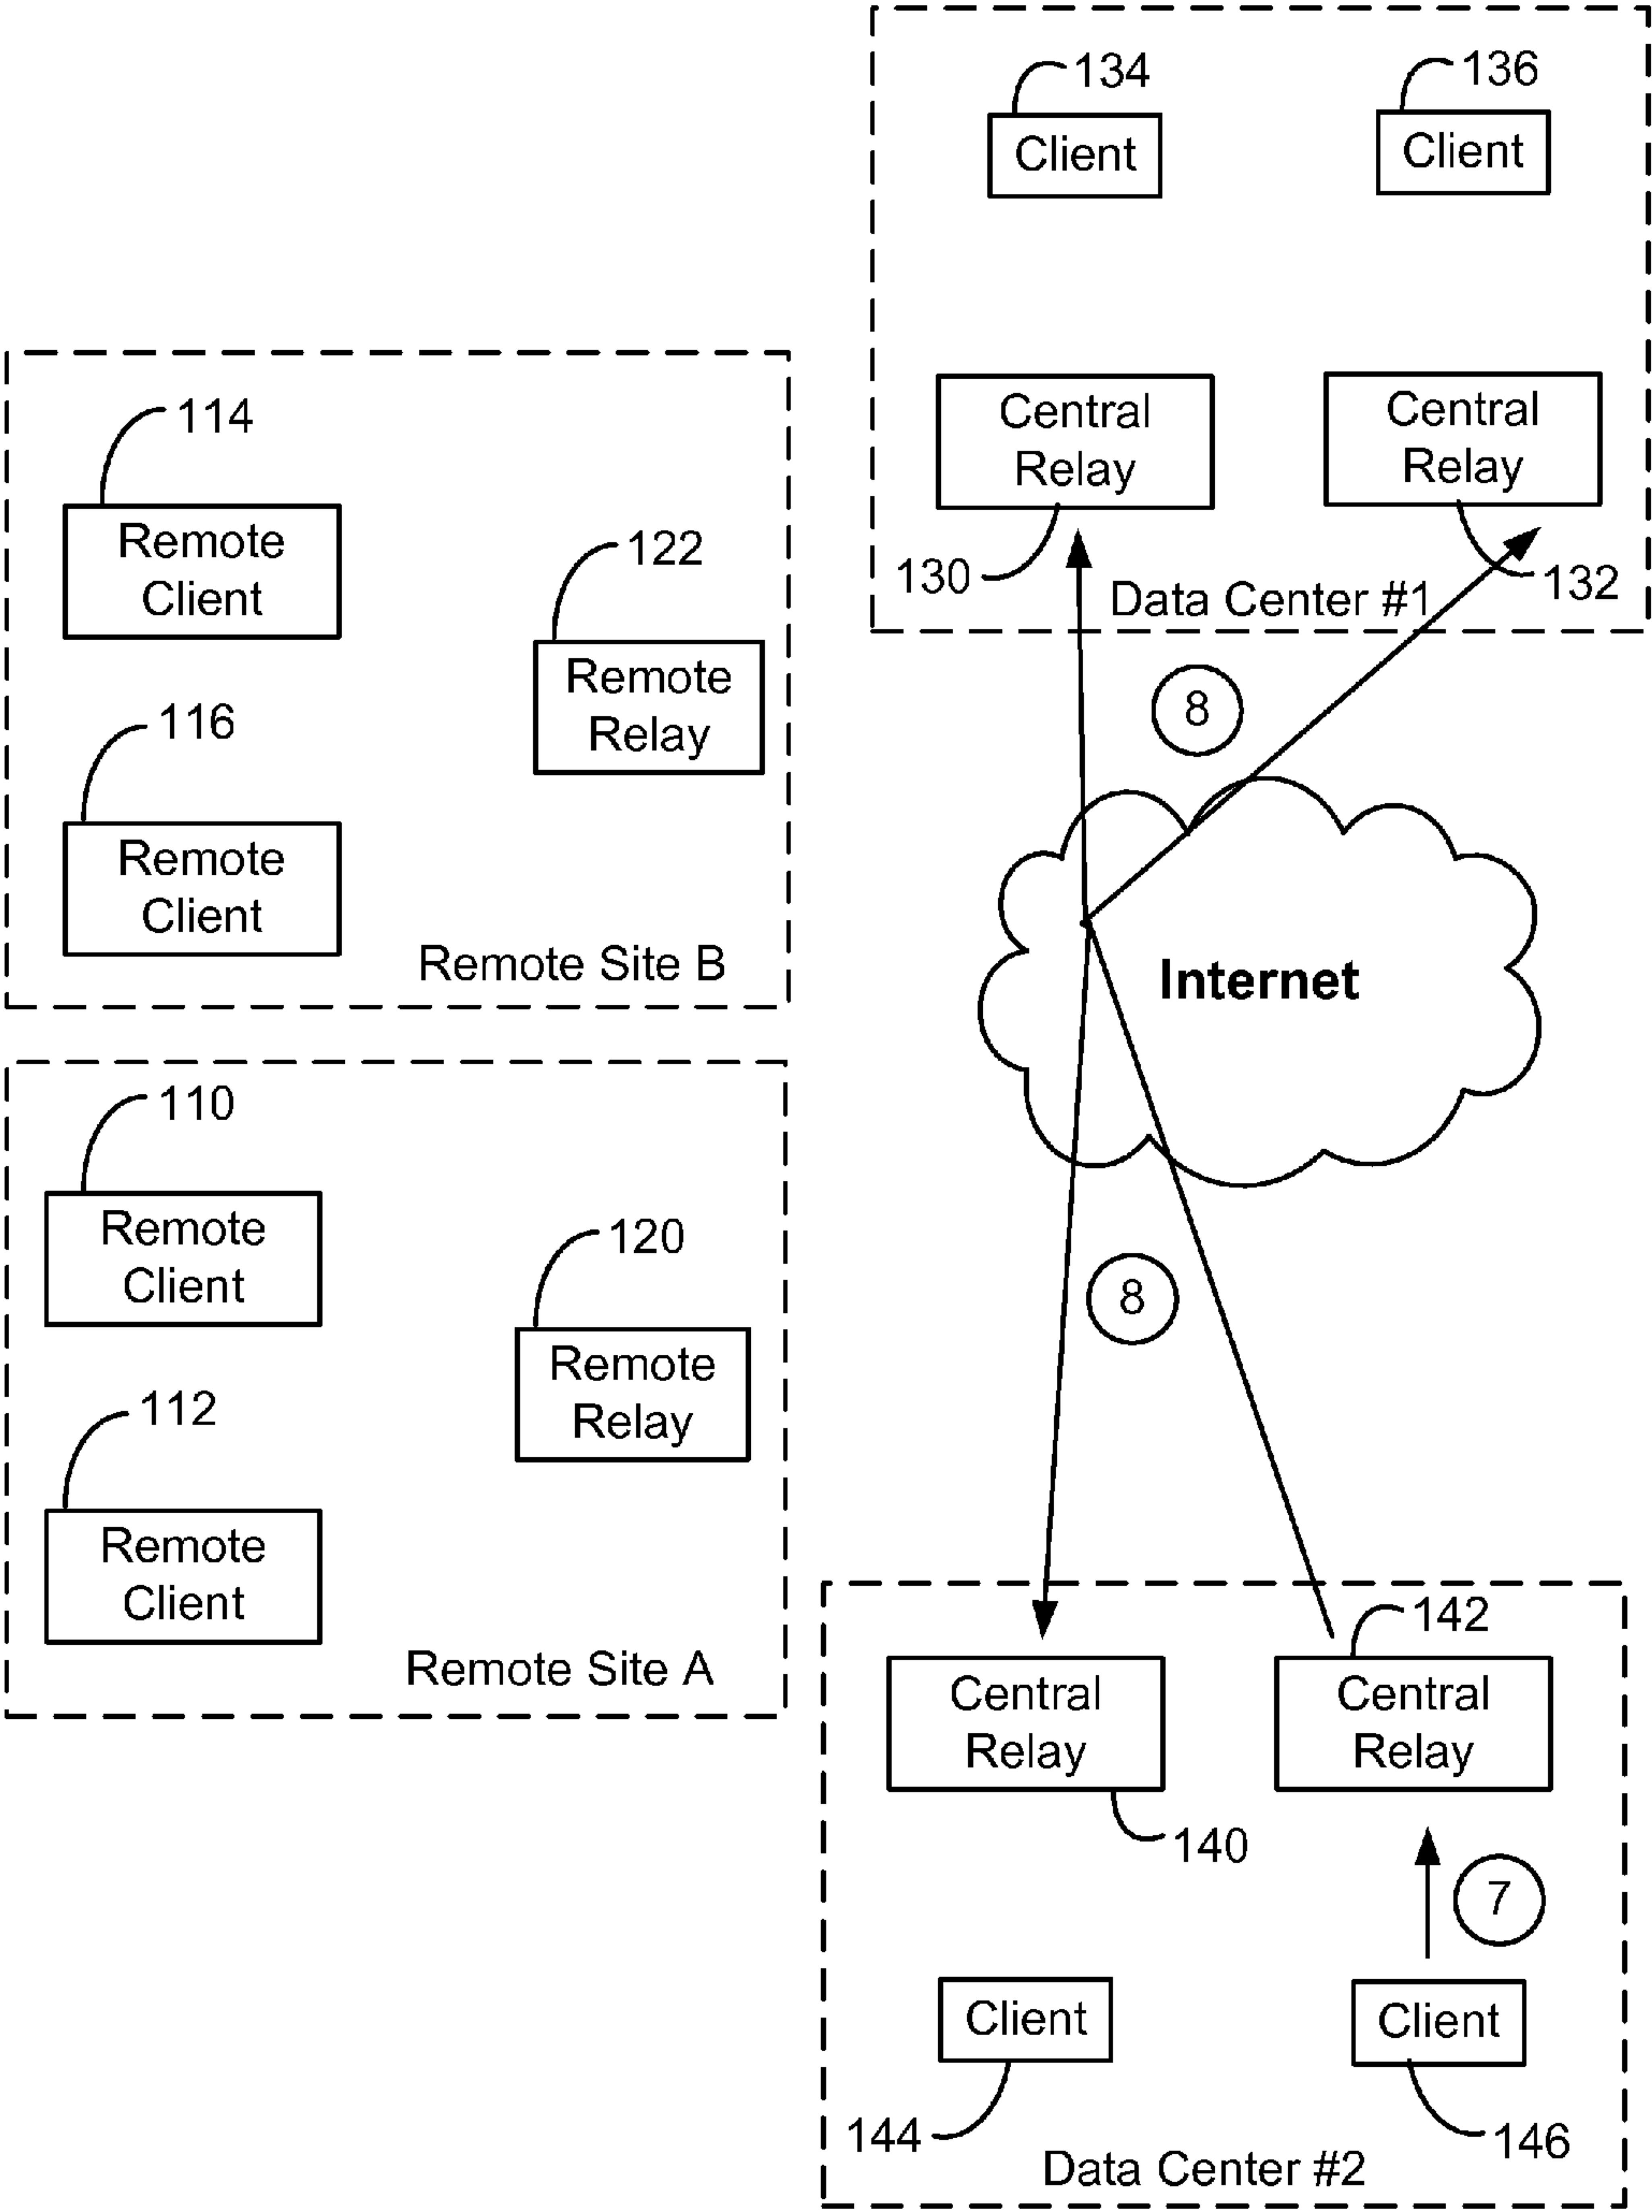 134
136
Client
Client
Central
Relay
Central
Relay
130
132
Data Center #1
114
Remote
Client
122
Remote
Relay
116
Remote
Client
Remote Site B
8
Internet
110
Remote
Client
120
Remote
Relay
112
Remote
Client
Remote Site A
8
142
Central
Relay
Central
Relay
140
7
Client
Client
144
146
Data Center #2